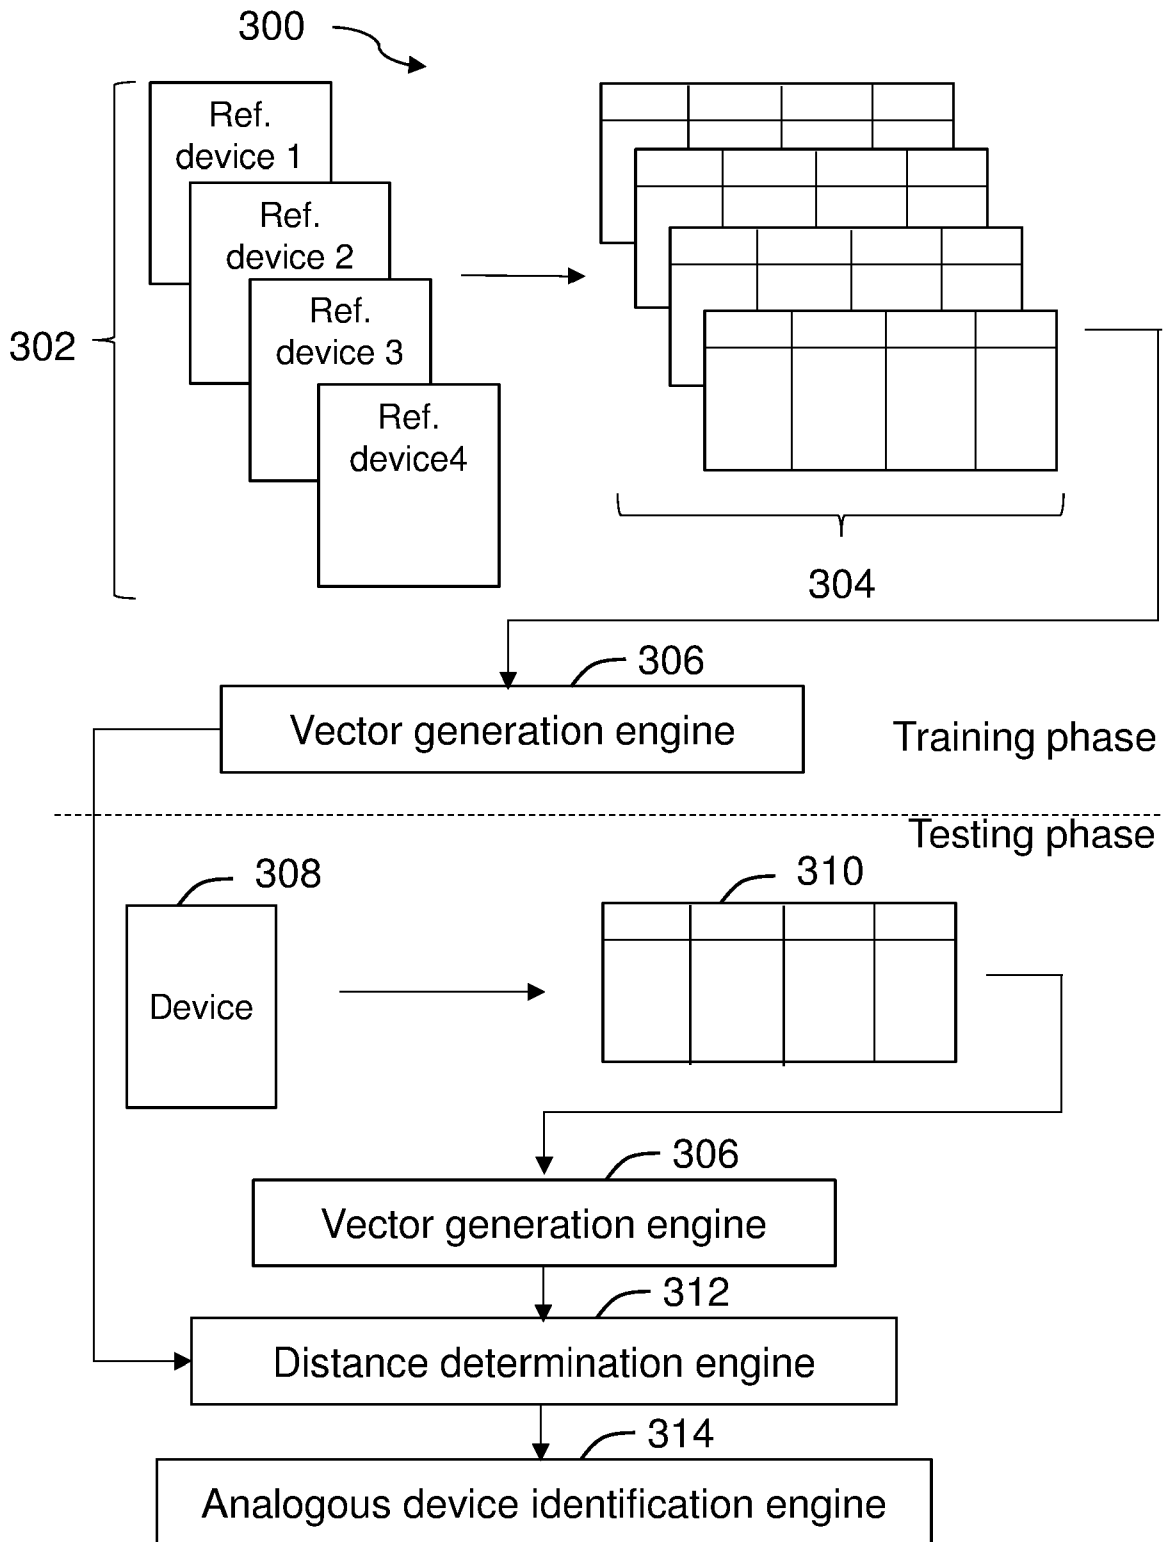 300
Ref.
device 1
Ref.
device 2
Ref.
device 3
Ref.
device4
302
304
306
Vector generation engine
Training phase
Testing phase
308
310
Device
306
Vector generation engine
312
Distance determination engine
314
Analogous device identification engine